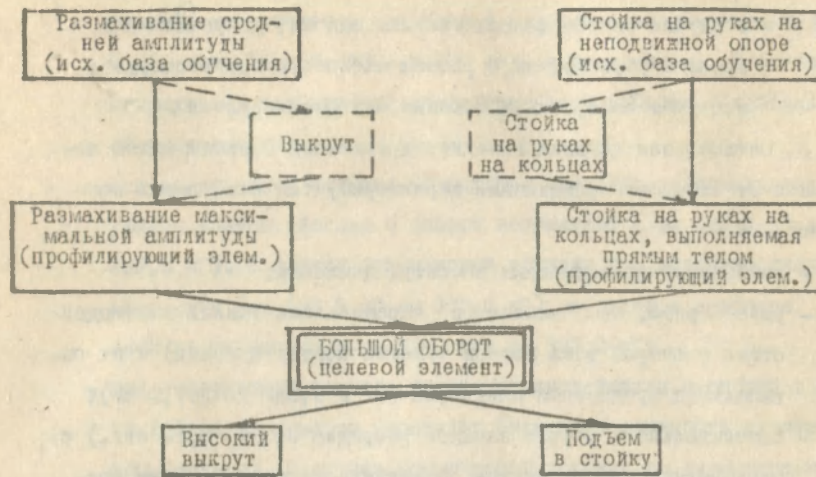 Размахивание сред-
ней амплитуды
(исх. база обучения)
Стойка на руках на
неподвижной опоре
(исх. база обучения)
Выкрут
Стойка
на руках
на кольцах
Размахивание макси-
мальной амплитуды
(профилирующий элем.)
Стойка на руках на
кольцах, выполняемая
прямым телом
(профилирующий элем.)
БОЛЬШОЙ ОБОРОТ
(целевой элемент)
Высокий
выкрут
Подъем
в стойку